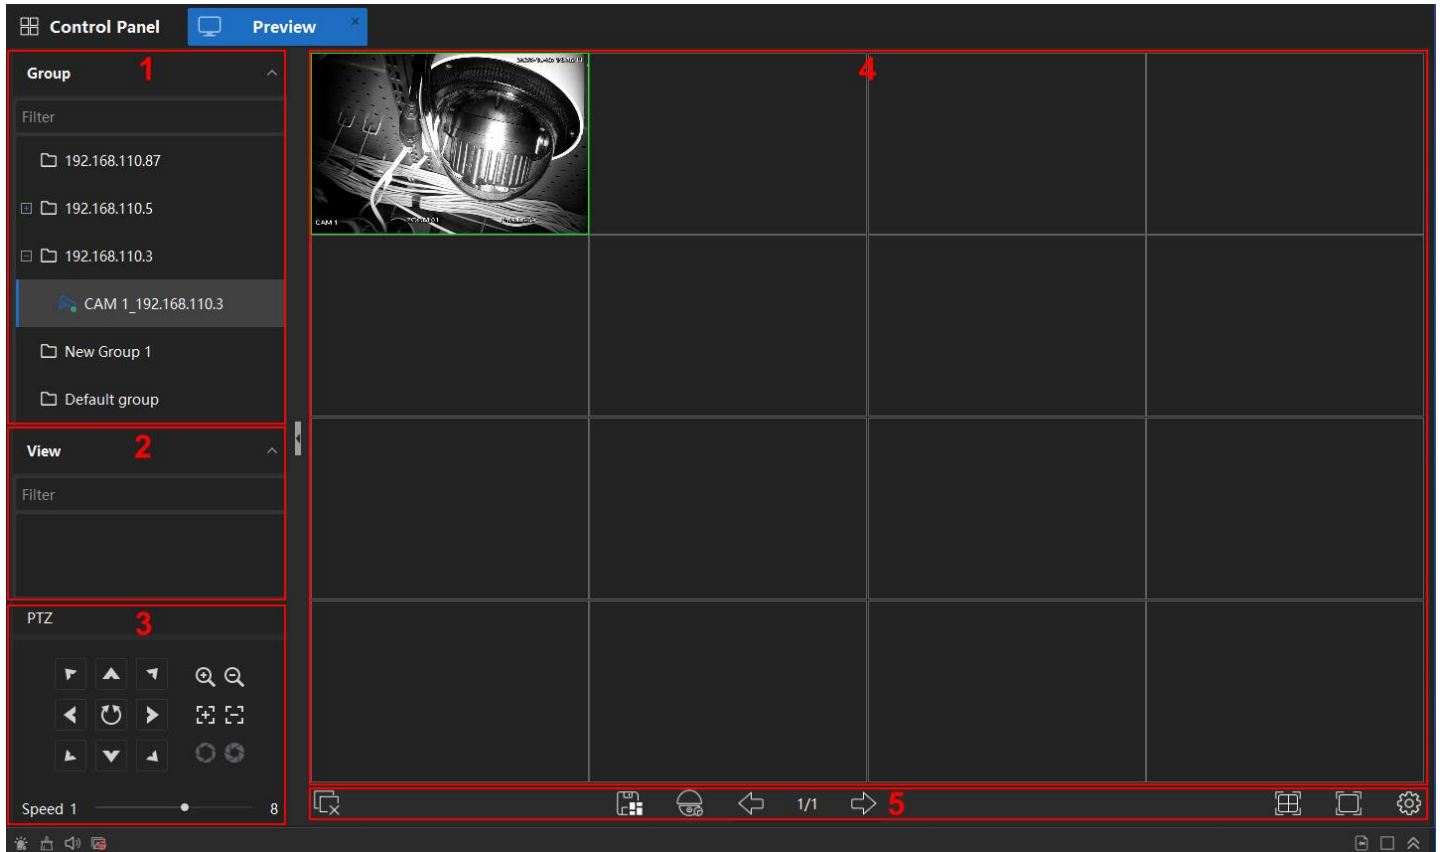 Control Panel
Preview
1
Group
Filter
192.168.110.87
192.168.110.5
192.168.110.3
CAM 1_192.168.110.3
New Group 1
Default group
2
View
Filter
3
PTZ
Speed 1 8
4
CAM 1
ZOOM 01
1/1
5